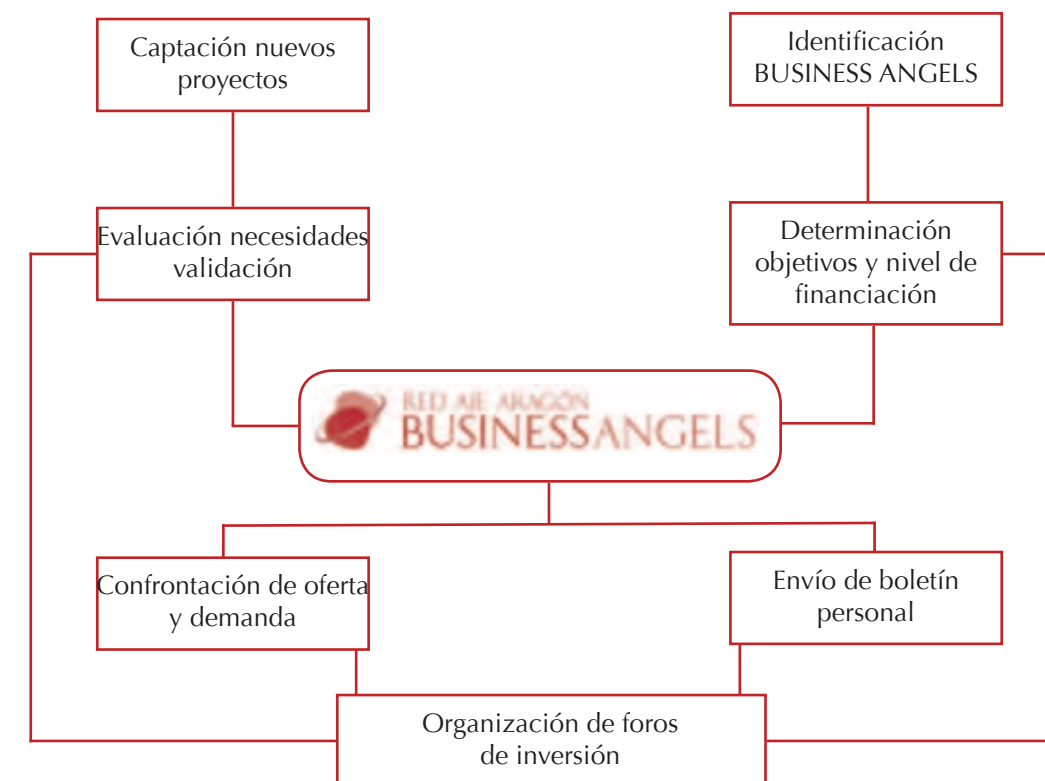 Captación nuevos
proyectos
Identificación
BUSINESS ANGELS
Evaluación necesidades
validación
Determinación
objetivos y nivel de
financiación
RED AJE ARAGÓN
BUSINESSANGELS
Confrontación de oferta
y demanda
Envío de boletín
personal
Organización de foros
de inversión